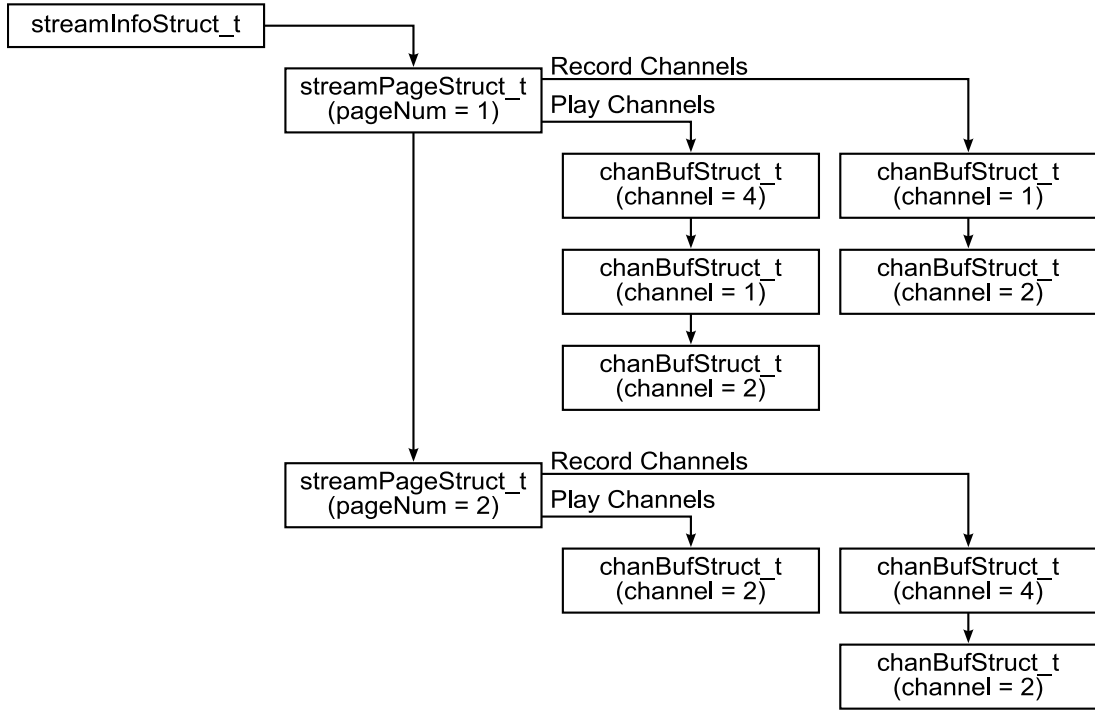 streamInfoStruct_t
streamPageStruct_t
(pageNum = 1)
Record Channels
Play Channels
chanBufStruct_t
(channel = 4)
chanBufStruct_t
(channel = 1)
chanBufStruct_t
(channel = 1)
chanBufStruct_t
(channel = 2)
chanBufStruct_t
(channel = 2)
streamPageStruct_t
(pageNum = 2)
Record Channels
Play Channels
chanBufStruct_t
(channel = 2)
chanBufStruct_t
(channel = 4)
chanBufStruct_t
(channel = 2)